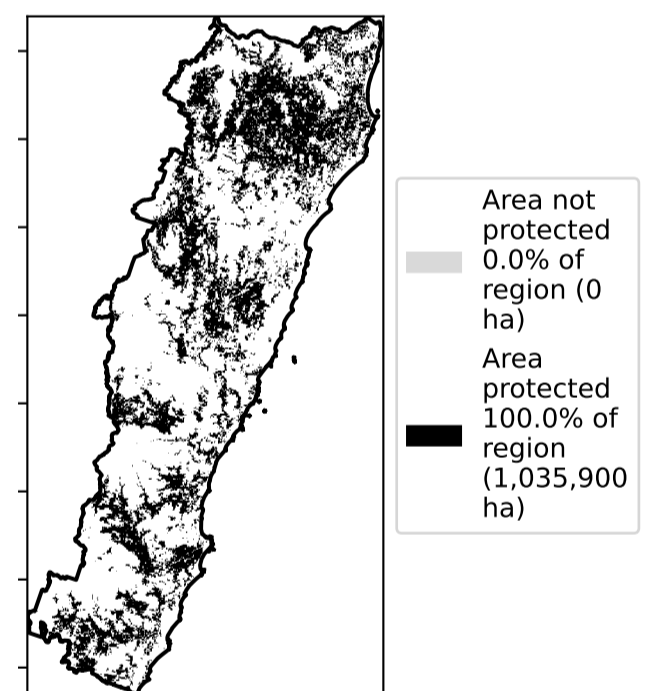 Area not
protected
0.0% of
region (0
ha)
Area
protected
100.0% of
region
(1,035,900
ha)